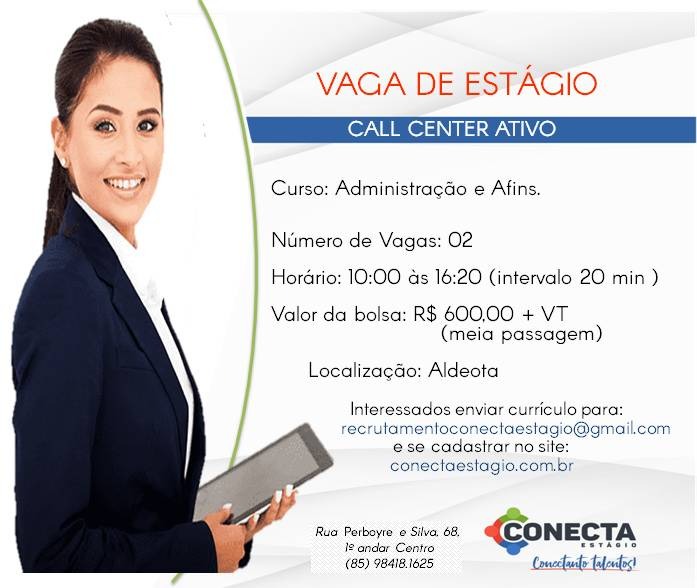 VAGA DE ESTÁGIO
CALL CENTER ATIVO
Curso: Administração e Afins.
Número de Vagas: 02
Horário: 10:00 às 16:20 (intervalo 20 min )
Valor da bolsa: R$ 600,00 + VT
(meia passagem)
Localização: Aldeota
Interessados enviar currículo para:
recrutamentoconectaestagio@gmail.com
e se cadastrar no site:
conectaestagio.com.br
Rua Perboyre e Silva, 68,
1º andar Centro
(85) 98418.1625
CONECTA
ESTÁGIO
Conectanto talentos!